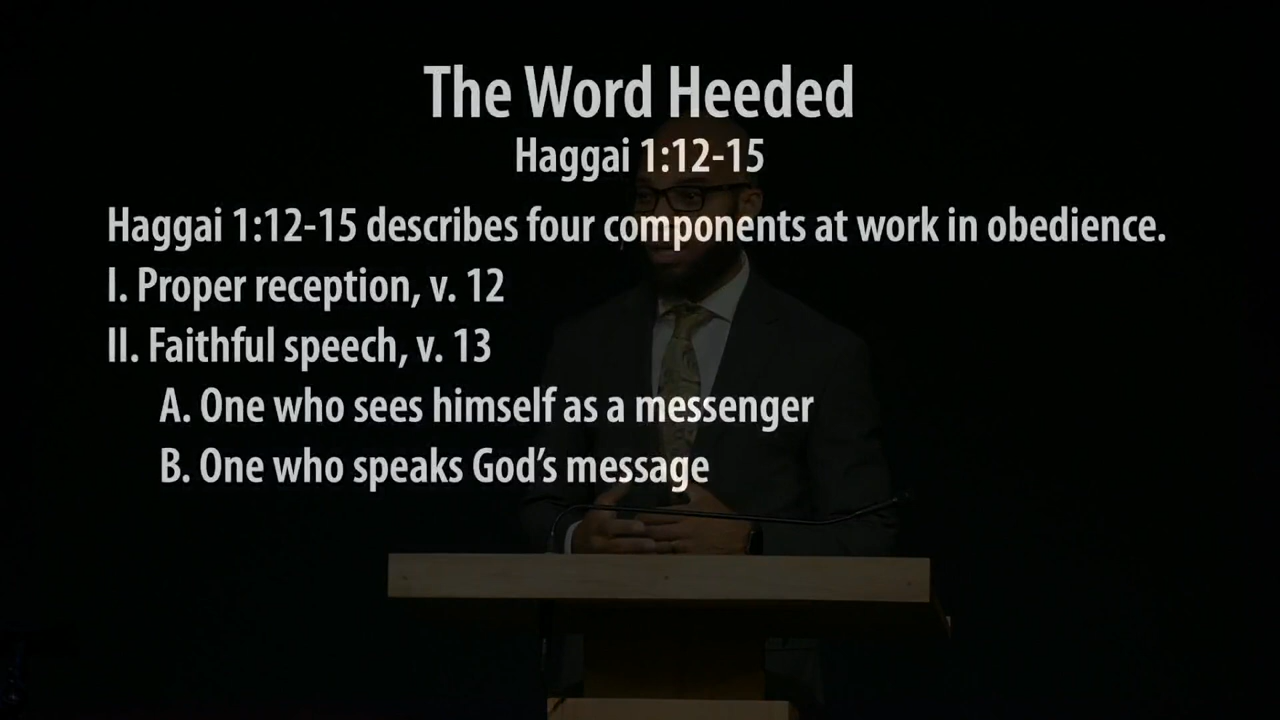 The Word Heeded
Haggai 1:12-15
Haggai 1:12-15 describes four components at work in obedience.
I. Proper reception, v. 12
II. Faithful speech, v. 13
A. One who sees himself as a messenger
B. One who speaks God’s message